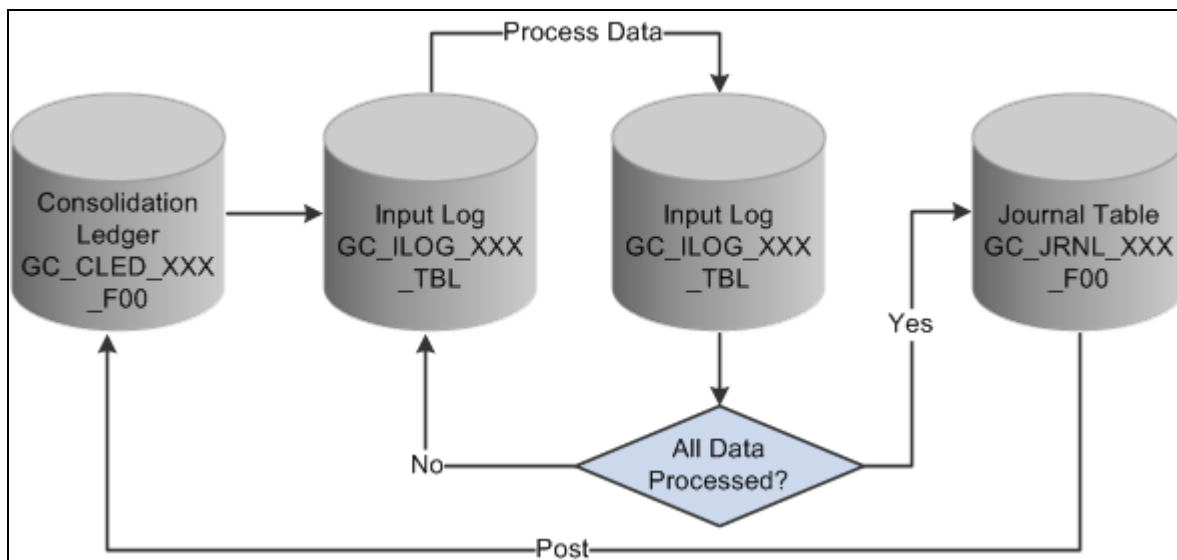 Process Data
Consolidation
Ledger
GC_CLED_XXX
_F00
Input Log
GC_ILOG_XXX
_TBL
Input Log
GC_ILOG_XXX
_TBL
Journal Table
GC_JRNL_XXX
_F00
Yes
No
All Data
Processed?
Post